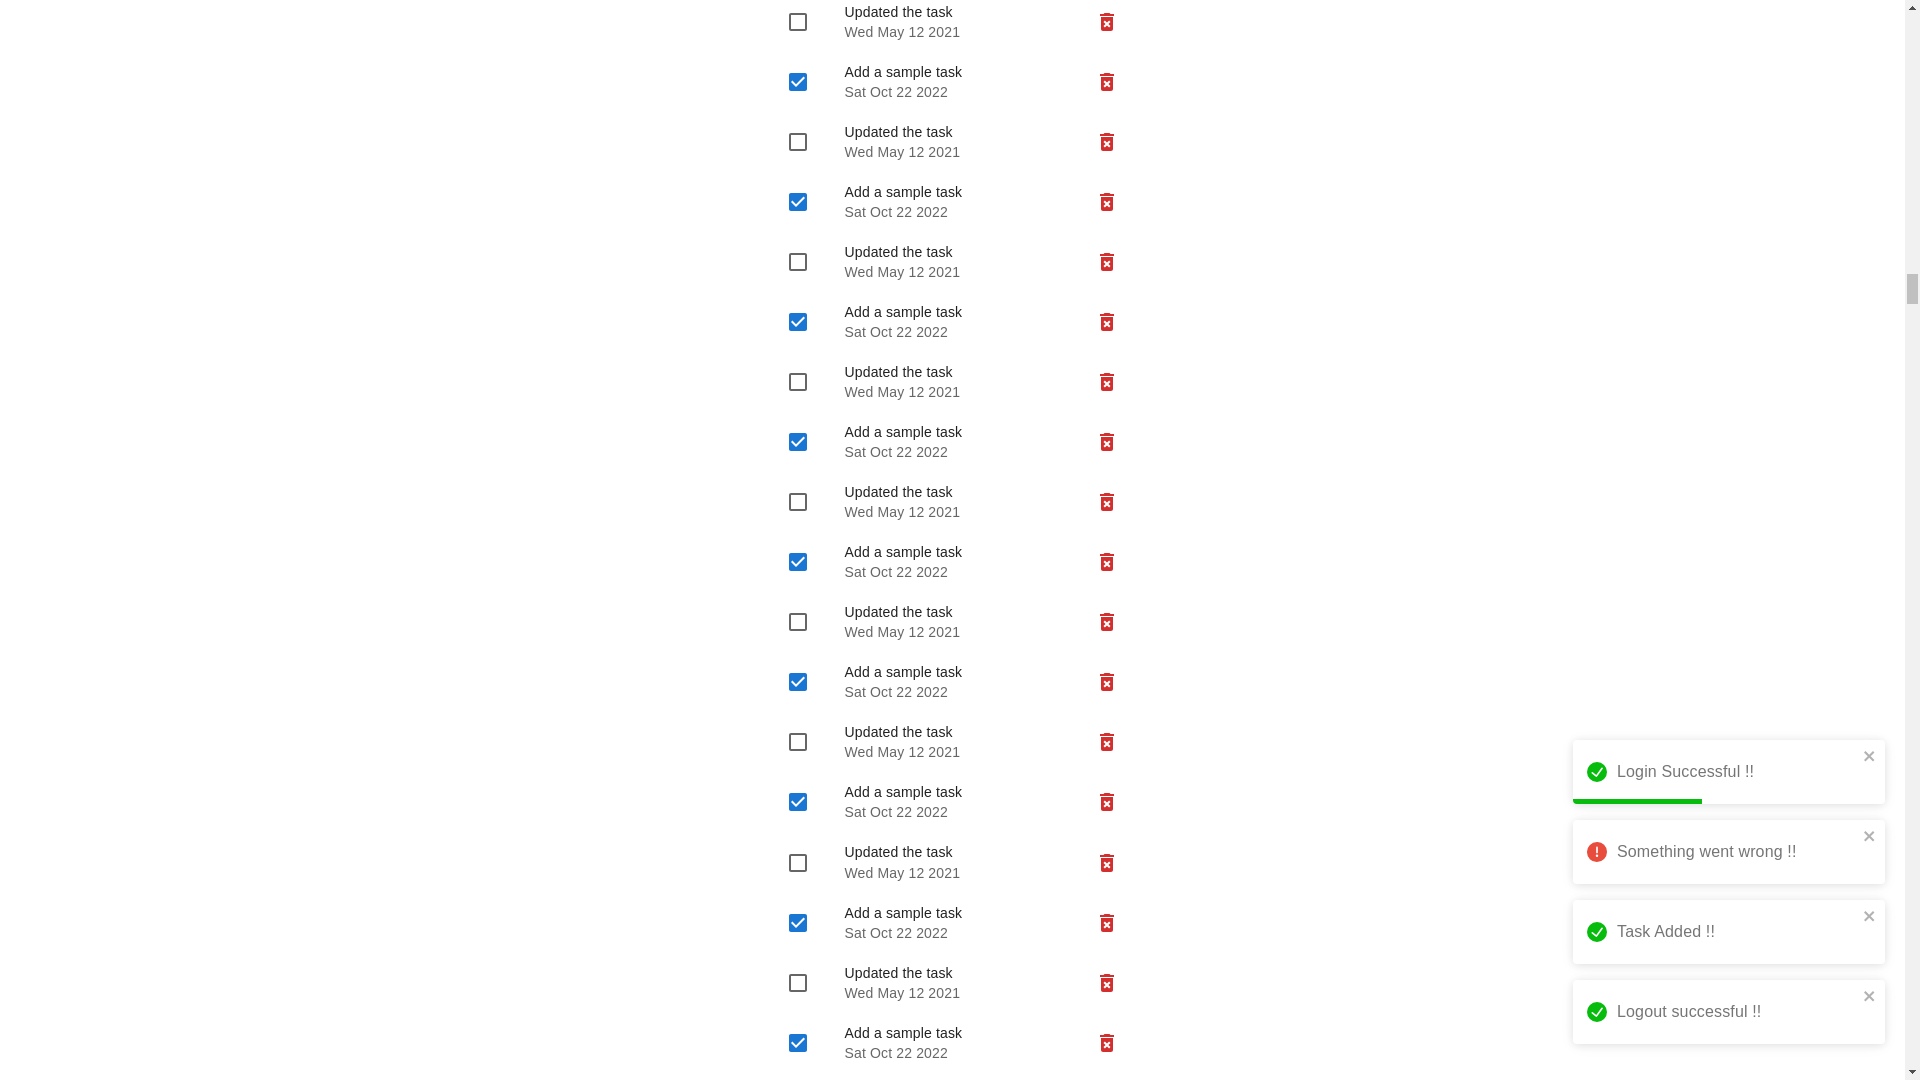 Updated the task
Wed May 12 2021
Add a sample task
Sat Oct 22 2022
Updated the task
Wed May 12 2021
Add a sample task
Sat Oct 22 2022
Updated the task
Wed May 12 2021
Add a sample task
Sat Oct 22 2022
Updated the task
Wed May 12 2021
Add a sample task
Sat Oct 22 2022
Updated the task
Wed May 12 2021
Add a sample task
Sat Oct 22 2022
Updated the task
Wed May 12 2021
Add a sample task
Sat Oct 22 2022
Updated the task
Wed May 12 2021
Add a sample task
Sat Oct 22 2022
Updated the task
Wed May 12 2021
Add a sample task
Sat Oct 22 2022
Updated the task
Wed May 12 2021
Add a sample task
Sat Oct 22 2022
Login Successful !!
Something went wrong !!
Task Added !!
Logout successful !!